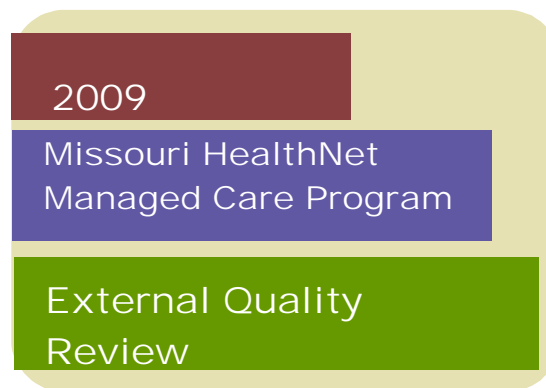 2009
Missouri HealthNet
Managed Care Program
External Quality
Review